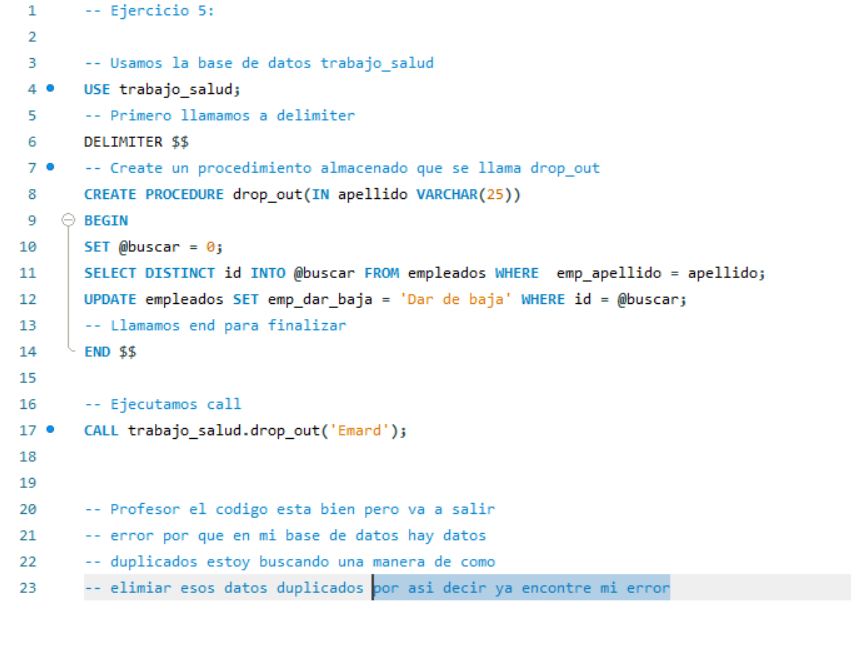 1 -- Ejercicio 5:
2
3 -- Usamos la base de datos trabajo_salud
4 USE trabajo_salud;
5 -- Primero llamamos a delimiter
6 DELIMITER $$
7 -- Create un procedimiento almacenado que se llama drop_out
8 CREATE PROCEDURE drop_out(IN apellido VARCHAR(25))
9 BEGIN
10 SET @buscar = 0;
11 SELECT DISTINCT id INTO @buscar FROM empleados WHERE  emp_apellido = apellido;
12 UPDATE empleados SET emp_dar_baja = 'Dar de baja' WHERE id = @buscar;
13 -- Llamamos end para finalizar
14 END $$
15
16 -- Ejecutamos call
17 CALL trabajo_salud.drop_out('Emard');
18
19
20 -- Profesor el codigo esta bien pero va a salir
21 -- error por que en mi base de datos hay datos
22 -- duplicados estoy buscando una manera de como
23 -- elimiar esos datos duplicados por asi decir ya encontre mi error